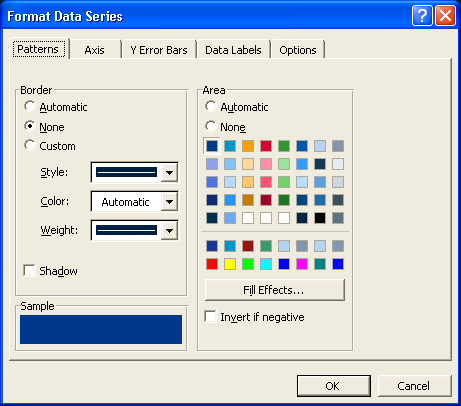 Format Data Series
Patterns Axis Y Error Bars Data Labels Options
Border
Automatic
None
Custom
Style:
Color: Automatic
Weight:
Shadow
Sample
Area
Automatic
None
Fill Effects...
Invert if negative
OK Cancel